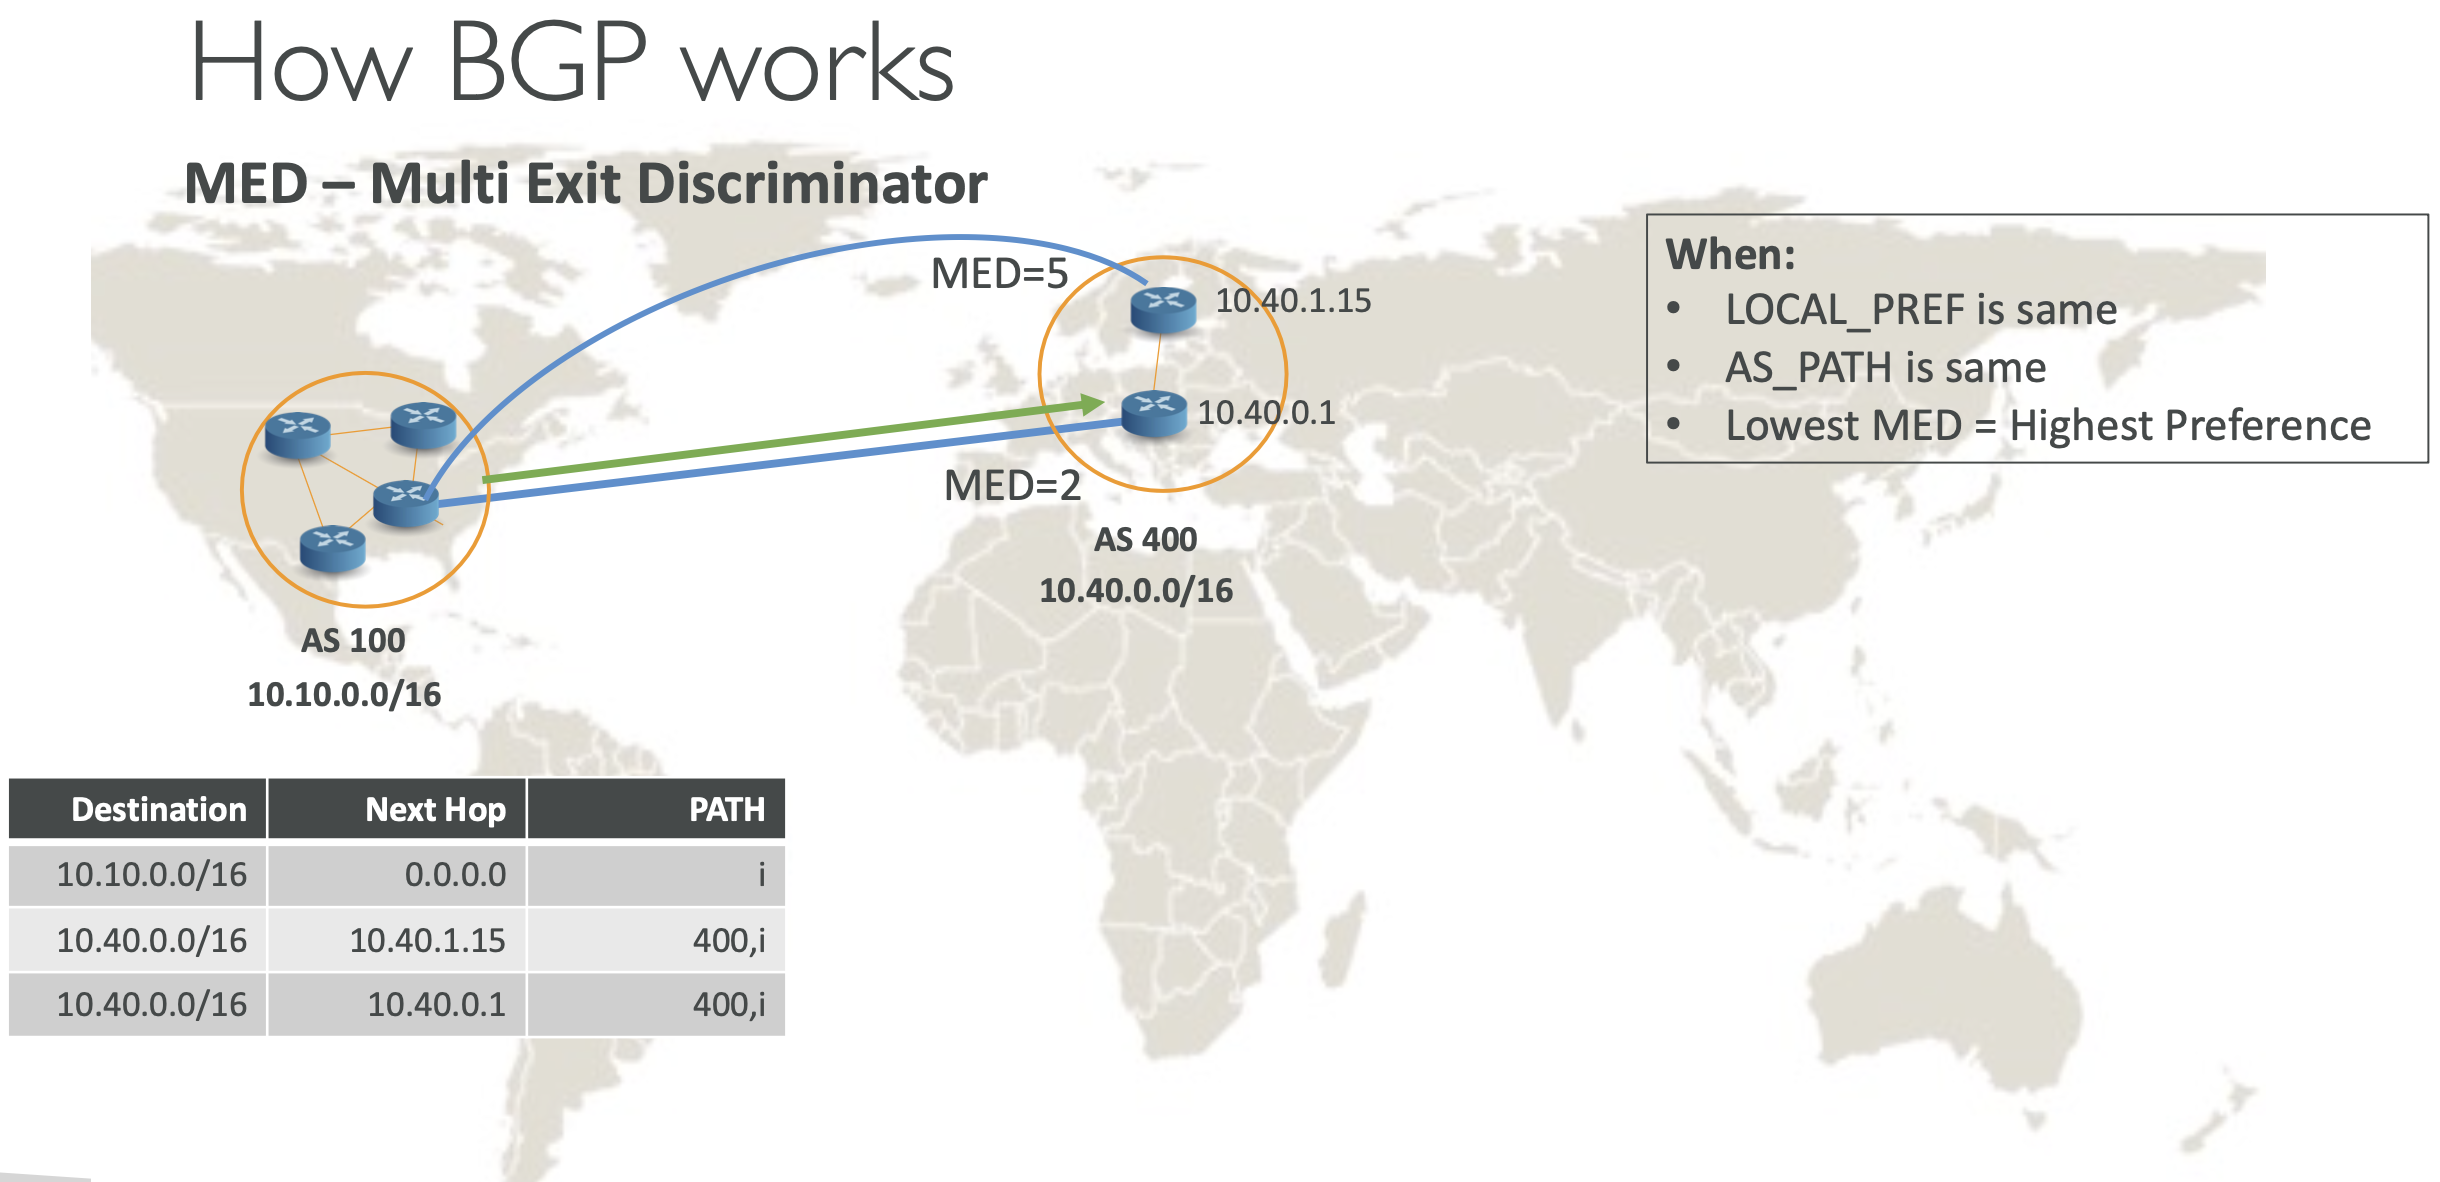 How BGP works
MED – Multi Exit Discriminator
MED=5
10.40.1.15
10.40.0.1
MED=2
AS 400
10.40.0.0/16
AS 100
10.10.0.0/16
When:
• LOCAL_PREF is same
• AS_PATH is same
• Lowest MED = Highest Preference
Destination Next Hop PATH
10.10.0.0/16 0.0.0.0 i
10.40.0.0/16 10.40.1.15 400,i
10.40.0.0/16 10.40.0.1 400,i